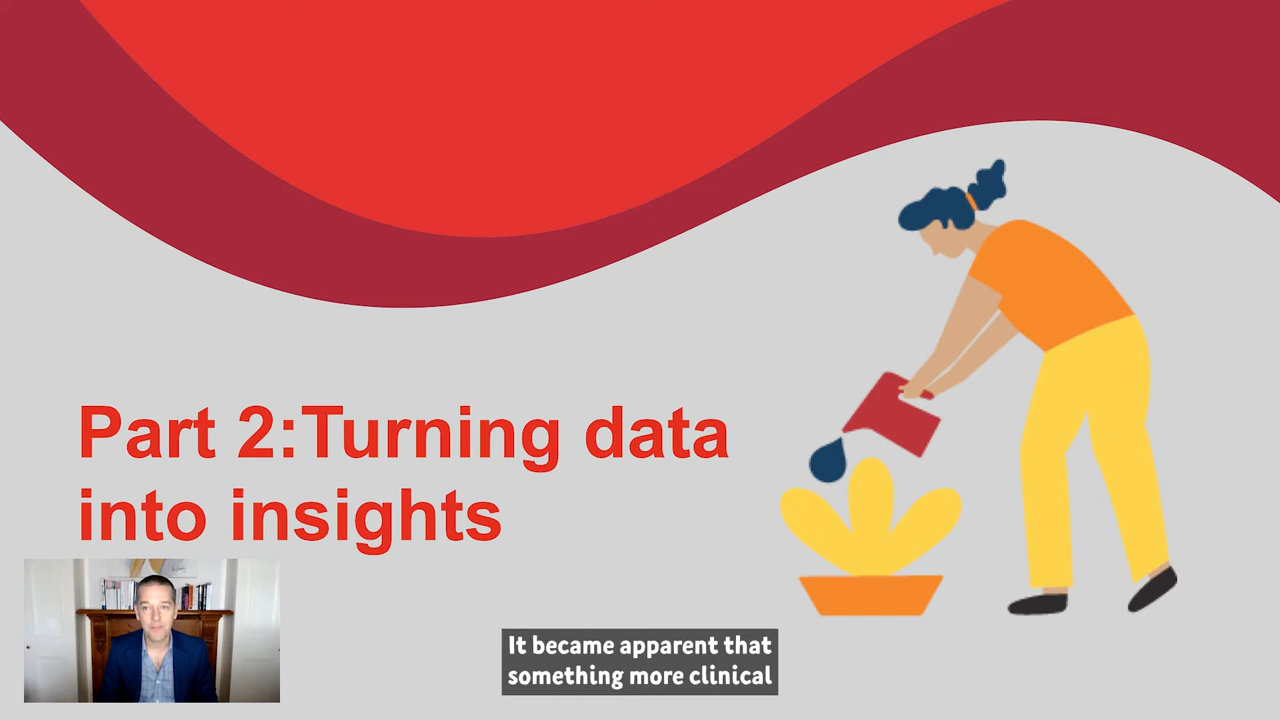 Part 2:Turning data
into insights
It became apparent that
something more clinical